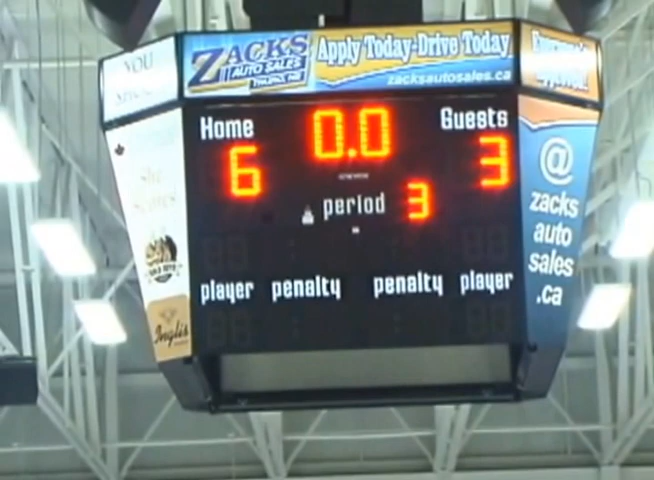 YOU
ZACKS
AUTO SALES
Apply Today-Drive Today
zacksautosales.ca
Home
0.0
Guests
6
3
period
3
player
penalty
penalty
player
@
zacks
auto
sales
.ca
Inglis